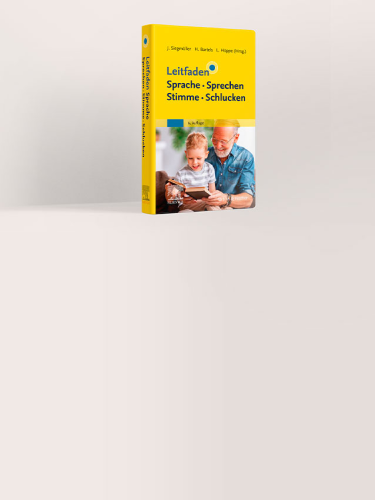 J. Siegmüller H. Bartels L. Höppe (Hrsg.)
Leitfaden
Sprache • Sprechen
Stimme • Schlucken
Leitfaden Sprache
Sprechen • Stimme • Schlucken